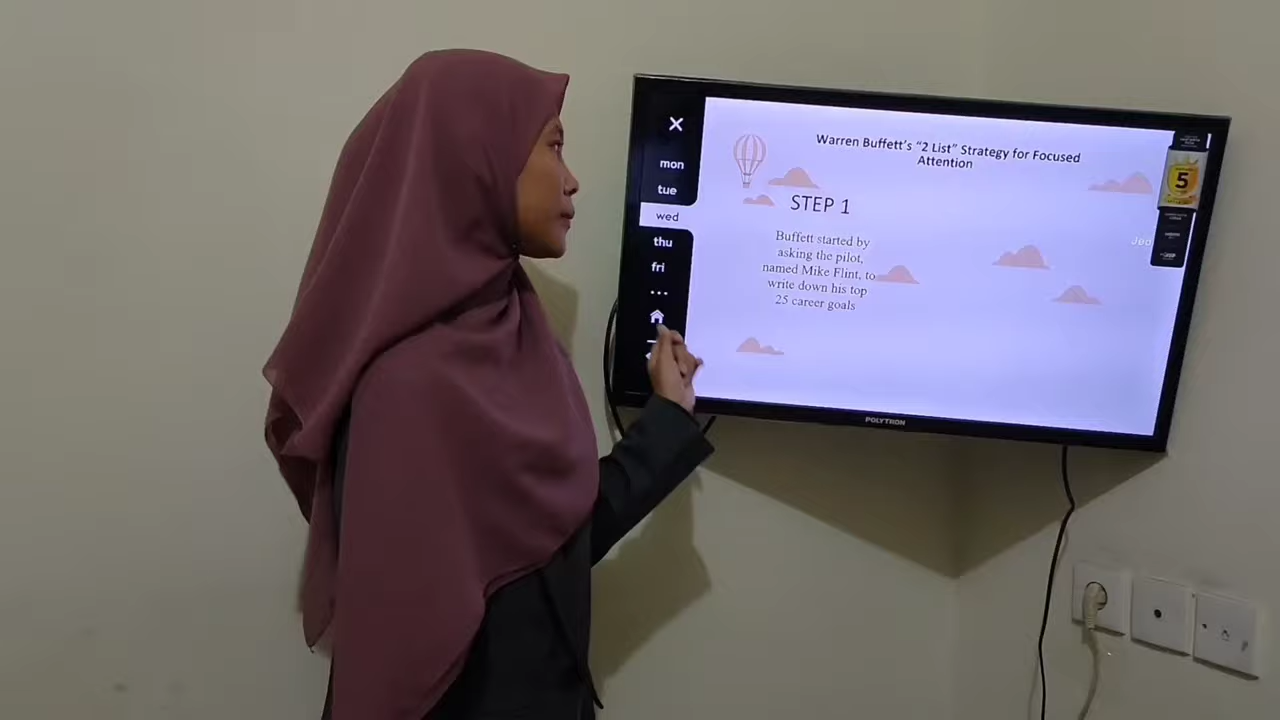 Warren Buffett's "2 List" Strategy for Focused
Attention
mon
tue
wed
thu
fri
STEP 1
Buffett started by
asking the pilot,
named Mike Flint, to
write down his top
25 career goals
5
POLYTRON